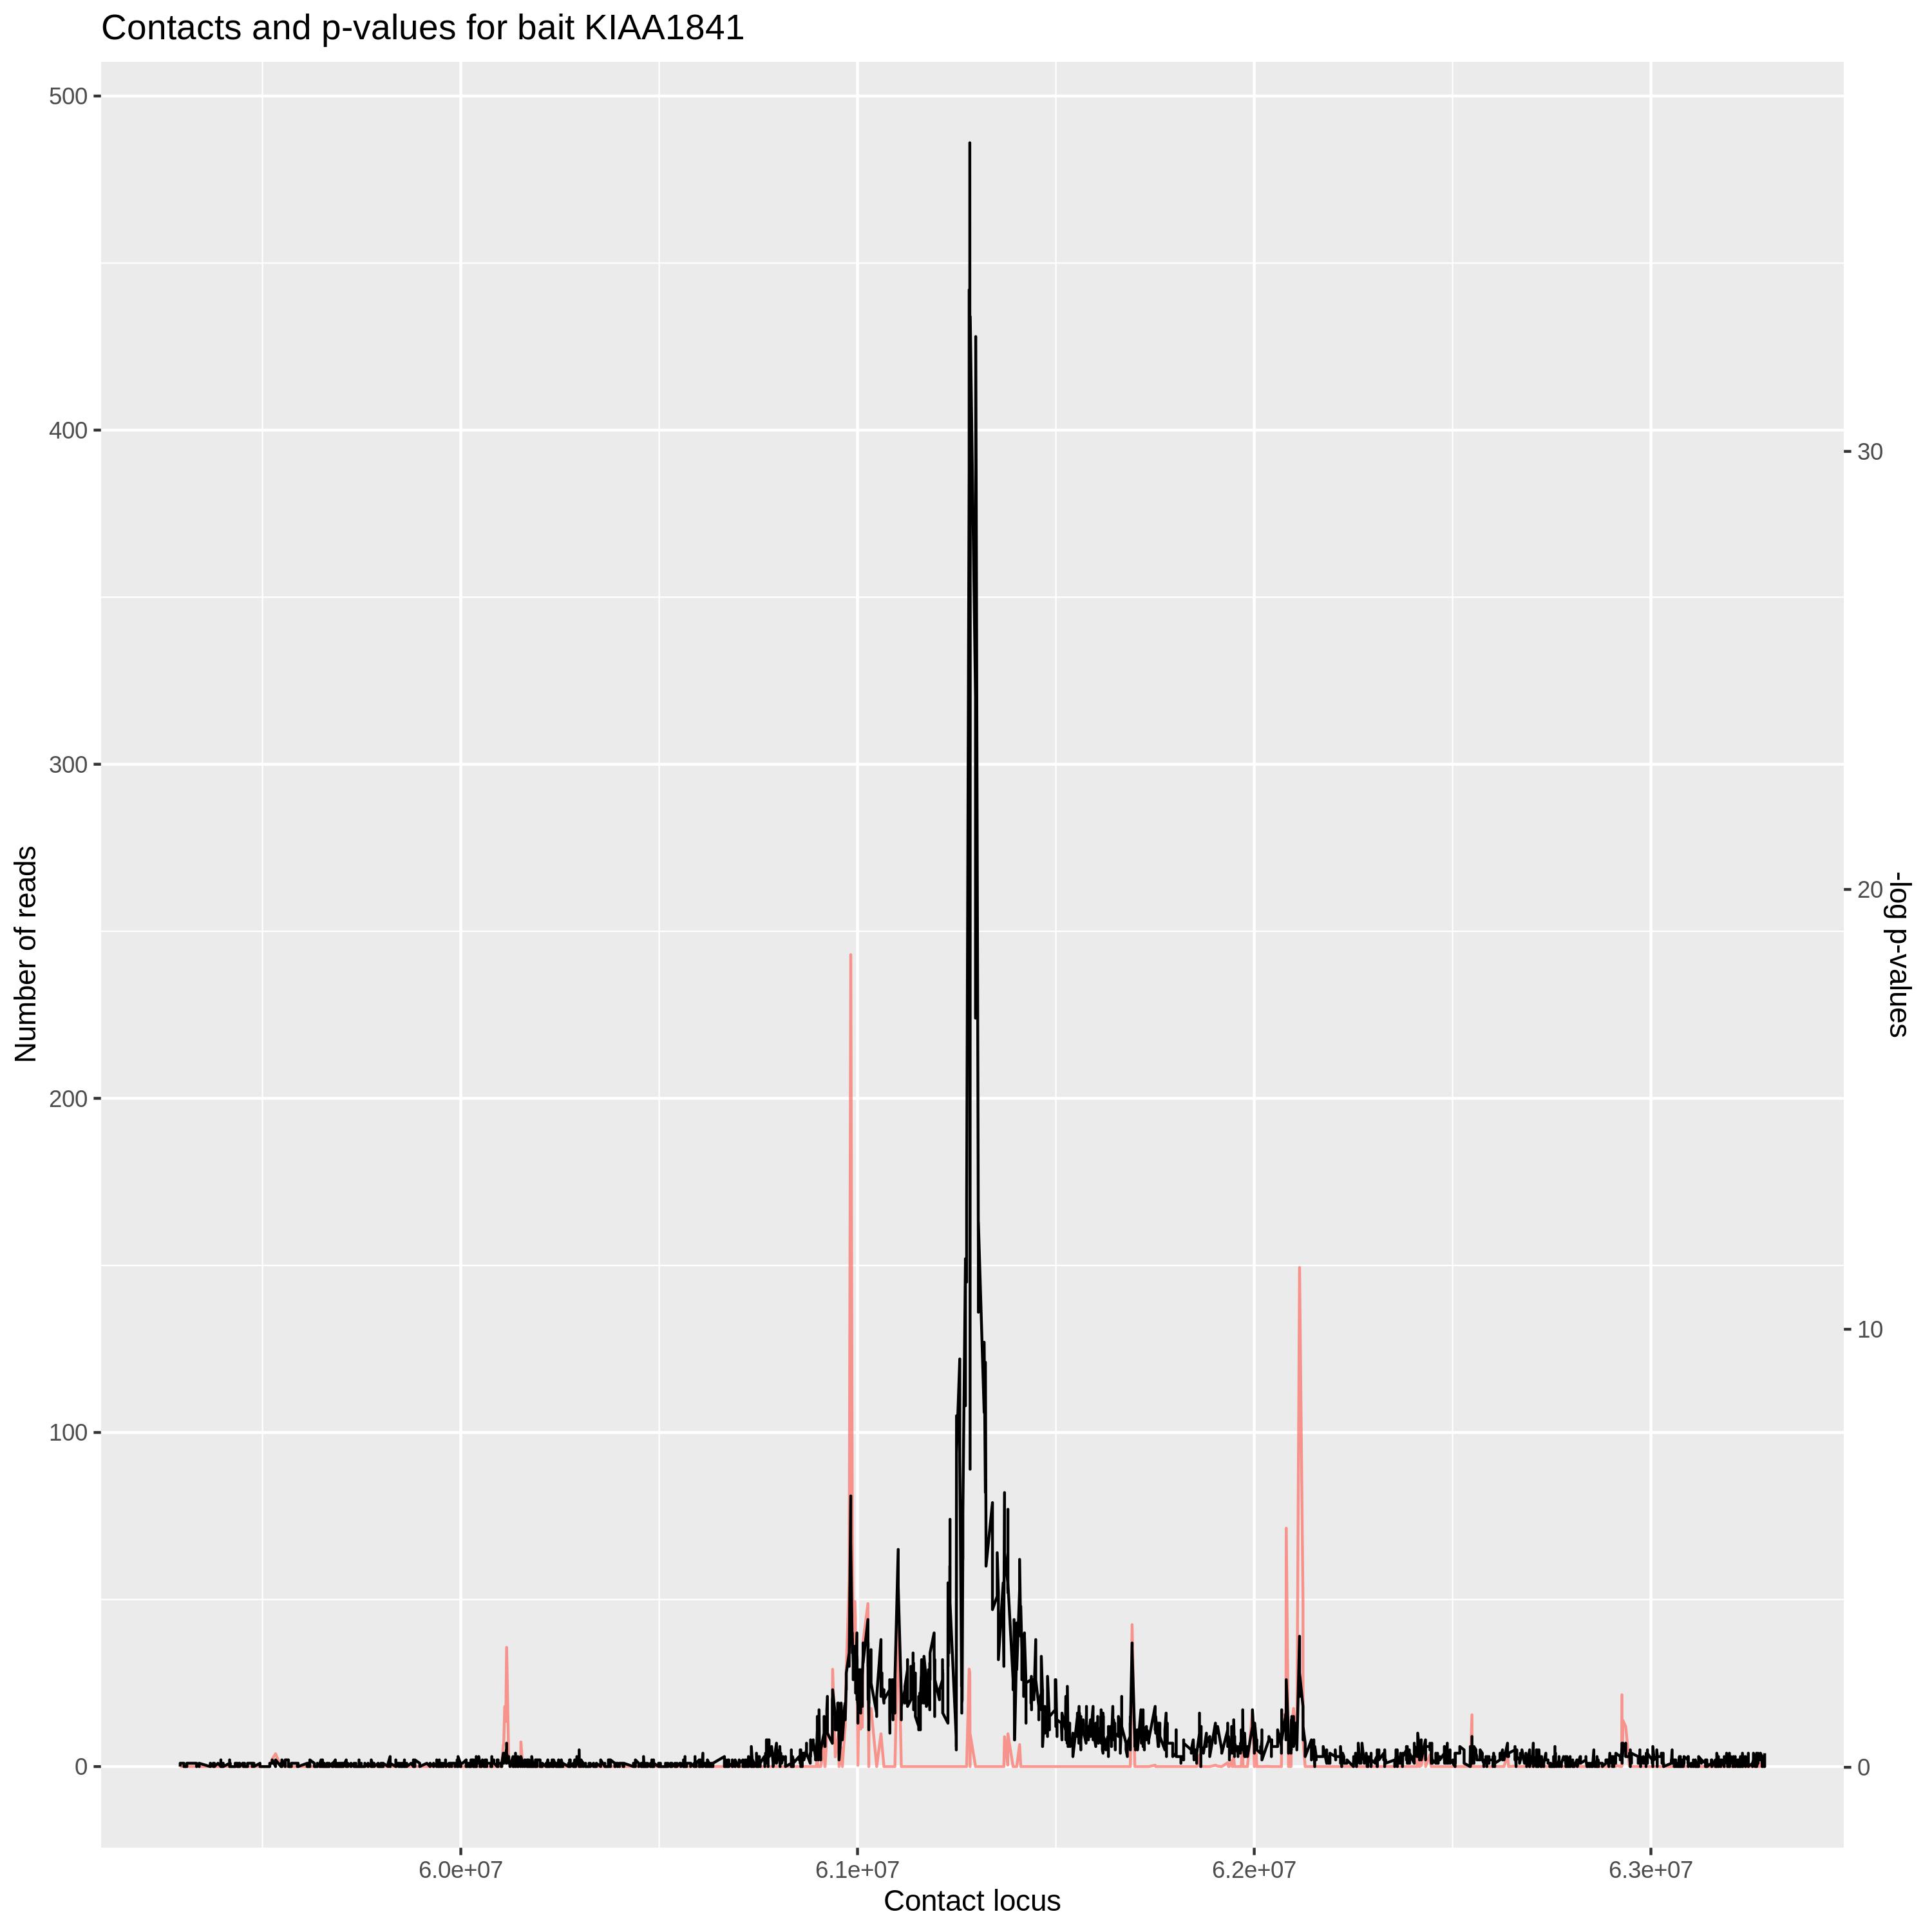 Contacts and p-values for bait KIAA1841
500
400
300
200
100
0
Number of reads
30
20
10
0
-log p-values
6.0e+07
6.1e+07
6.2e+07
6.3e+07
Contact locus